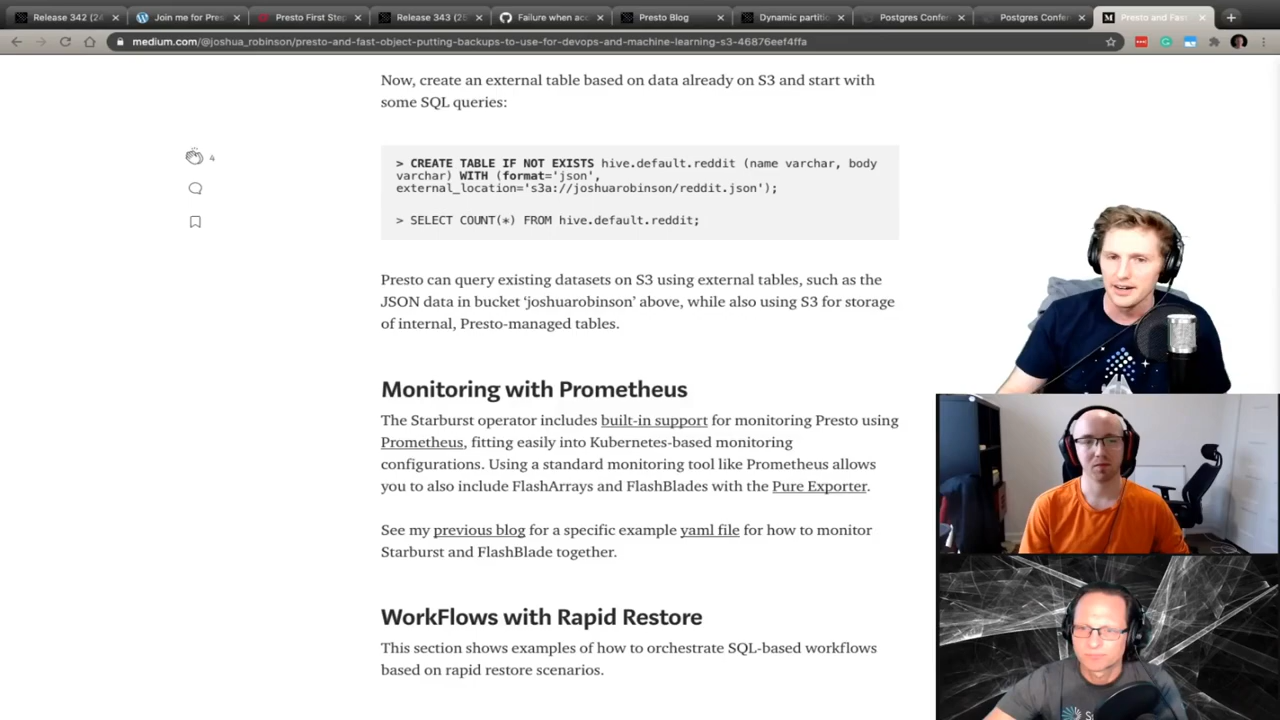 Release 342 (24
Join me for Pres
Presto First Step
Release 343 (25
Failure when acc
Presto Blog
Dynamic partitio
Postgres Confer
Postgres Confer
Presto and Fast
medium.com/@joshua_robinson/presto-and-fast-object-putting-backups-to-use-for-devops-and-machine-learning-s3-46876eef4ffa
Now, create an external table based on data already on S3 and start with
some SQL queries:
4
> CREATE TABLE IF NOT EXISTS hive.default.reddit (name varchar, body
varchar) WITH (format='json',
external_location='s3a://joshuarobinson/reddit.json');
> SELECT COUNT(*) FROM hive.default.reddit;
Presto can query existing datasets on S3 using external tables, such as the
JSON data in bucket ‘joshuarobinson’ above, while also using S3 for storage
of internal, Presto-managed tables.
Monitoring with Prometheus
The Starburst operator includes built-in support for monitoring Presto using
Prometheus, fitting easily into Kubernetes-based monitoring
configurations. Using a standard monitoring tool like Prometheus allows
you to also include FlashArrays and FlashBlades with the Pure Exporter.
See my previous blog for a specific example yaml file for how to monitor
Starburst and FlashBlade together.
WorkFlows with Rapid Restore
This section shows examples of how to orchestrate SQL-based workflows
based on rapid restore scenarios.